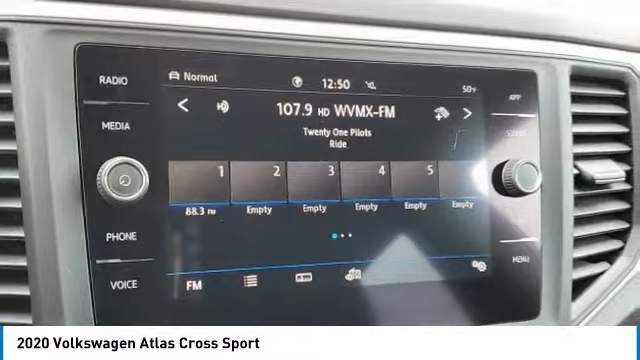 RADIO
MEDIA
PHONE
VOICE
Normal
12:50
50°F
107.9 HD WVMX-FM
Twenty One Pilots
Ride
1 2 3 4 5
88.3 FM Empty Empty Empty Empty Empty
FM
APP
SOUND
MENU
2020 Volkswagen Atlas Cross Sport